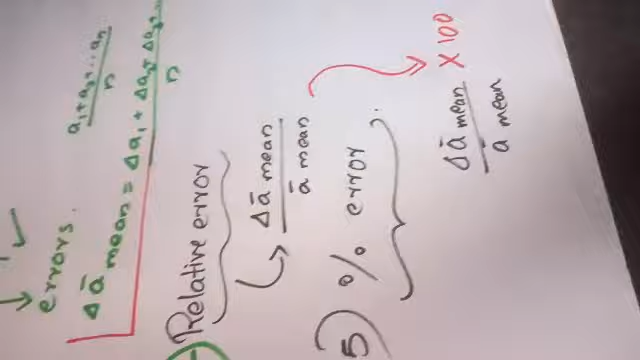 a₁+a₂+...aₙ
n
errors.
Δā mean = Δa₁ + Δa₂ + Δa₃+..
n
Relative error
↳ Δā mean
ā mean
5) % error.
Δā mean × 100
ā mean